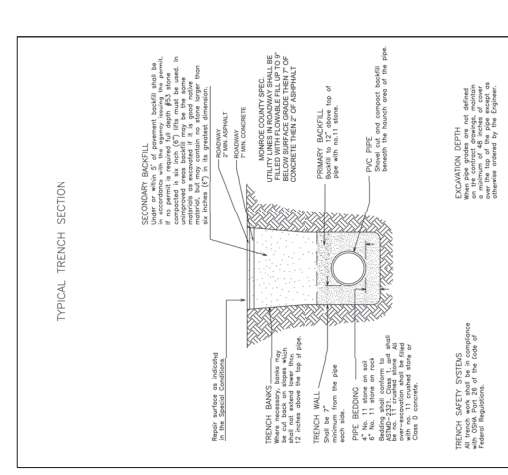 TYPICAL TRENCH SECTION
SECONDARY BACKFILL
Under or within 5' of pavement backfill shall be
in accordance with the agency issuing the permit.
If no permit is required full depth #53 stone
compacted in six inch (6") lifts must be used. In
unimproved areas backfill may be the same
materials as excavated if it is good native
material, but may contain no stone larger than
six inches (6") in its greatest dimension.
ROADWAY
2" MIN. ASPHALT
ROADWAY
7" MIN. CONCRETE
MONROE COUNTY SPEC.
UTILITY LINES IN ROADWAY SHALL BE
FILLED WITH FLOWABLE FILL UP TO 9"
BELOW SURFACE GRADE THEN 7" OF
CONCRETE THEN 2" OF ASHPHALT
PRIMARY BACKFILL
Backfill to 12" above top of
pipe with no.11 stone.
PVC PIPE
Shovel cut and compact backfill
beneath the haunch area of the pipe.
EXCAVATION DEPTH
When pipe grades are not defined
on the contract drawings, maintain
a minimum of 48 inches of cover
over the top of the pipe except as
otherwise ordered by the Engineer.
Repair surface as indicated
in the Special Conditions
TRENCH BANKS
Where necessary, banks may
be cut back on slopes which
shall not extend lower than
12 inches above the top of pipe.
TRENCH WALL
Shall be 7"
minimum from the pipe
each side.
PIPE BEDDING
4" No. 11 stone on soil
6" No. 11 stone on rock
Bedding shall conform to
ASTMD-2321, Class 1, and shall
be no. 11 crushed stone. All
over-excavation shall be filled
with no. 11 crushed stone or
Class D concrete.
TRENCH SAFETY SYSTEMS
All trench work shall be in compliance
with OSHA Part 26 of the Code of
Federal Regulations.